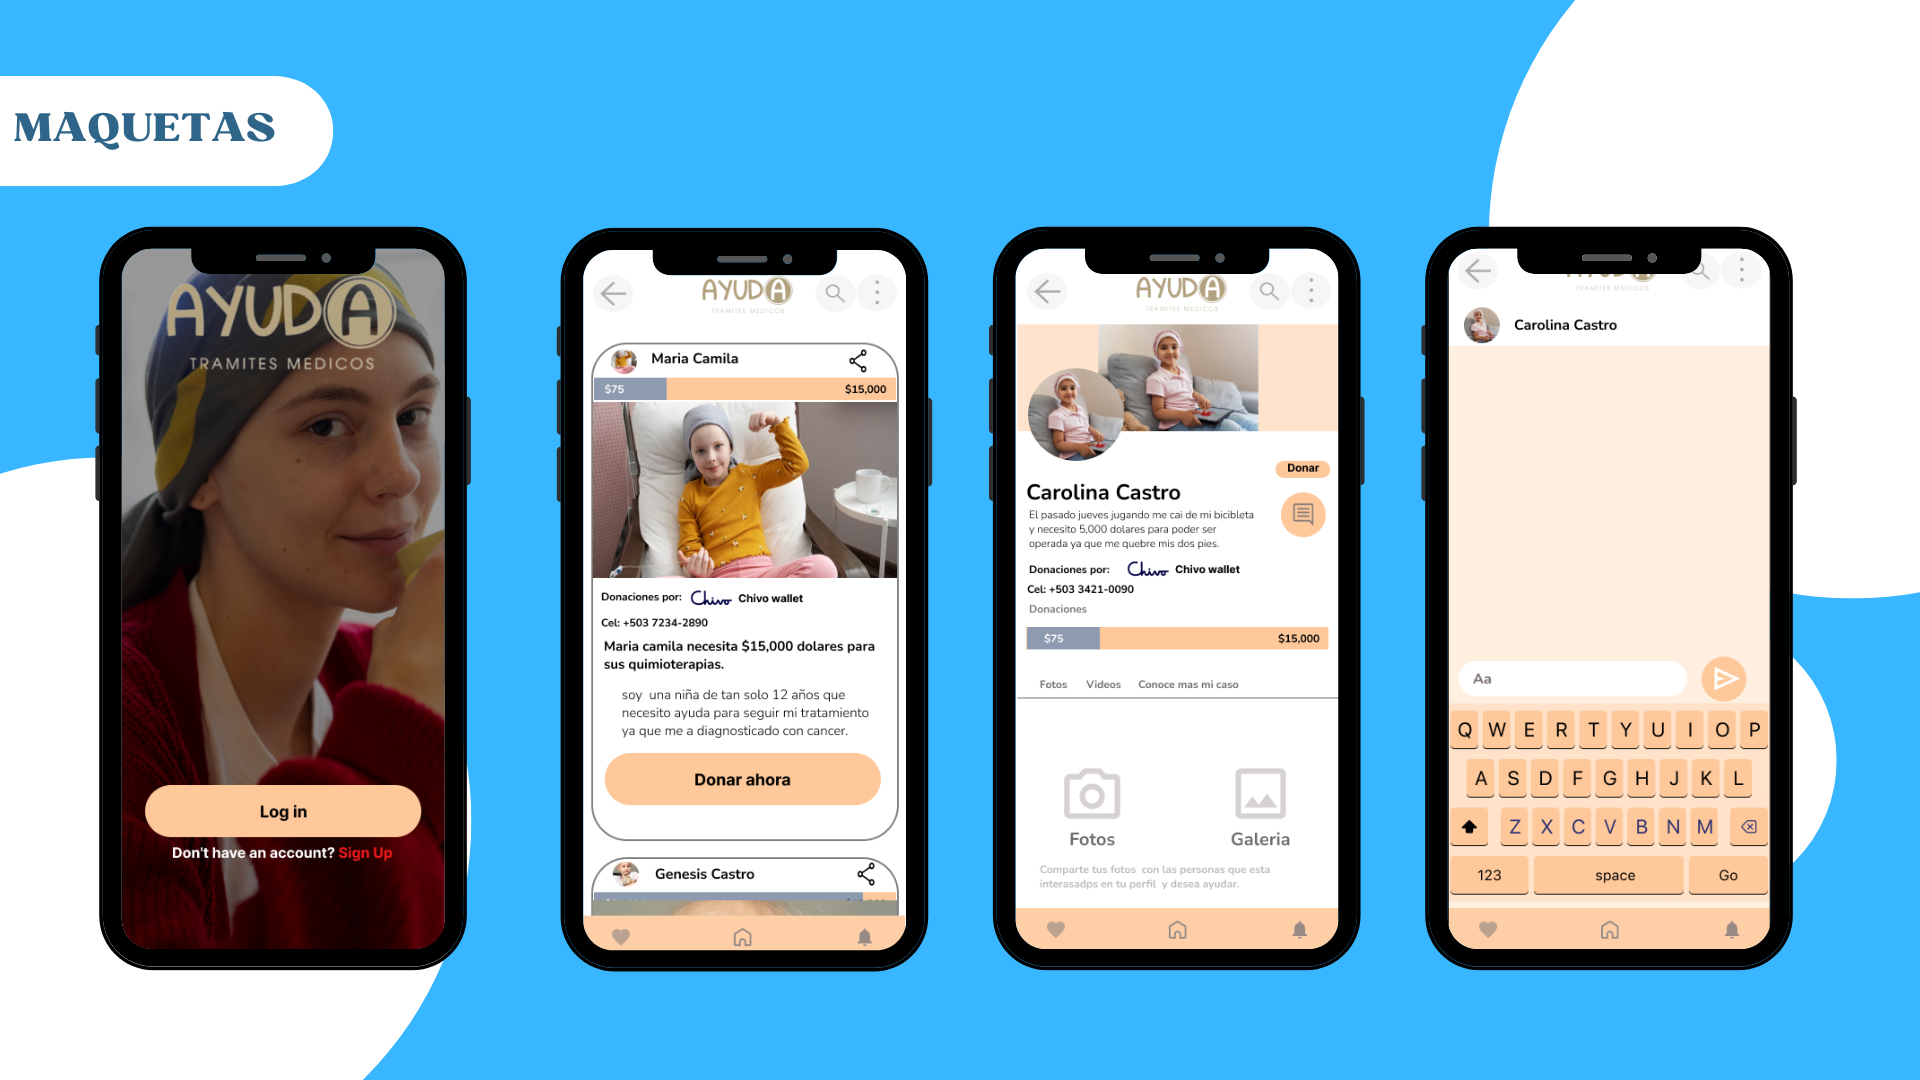 MAQUETAS
AYUDA
TRAMITES MEDICOS
Log in
Don't have an account? Sign Up
AYUDA
TRAMITES MEDICOS
Maria Camila
$75 $15,000
Donaciones por: Chivo Chivo wallet
Cel: +503 7234-2890
Maria camila necesita $15,000 dolares para
sus quimioterapias.
soy una niña de tan solo 12 años que
necesito ayuda para seguir mi tratamiento
ya que me a diagnosticado con cancer.
Donar ahora
Genesis Castro
AYUDA
TRAMITES MEDICOS
Donar
Carolina Castro
El pasado jueves jugando me cai de mi bicibleta
y necesito 5,000 dolares para poder ser
operada ya que me quebre mis dos pies.
Donaciones por: Chivo Chivo wallet
Cel: +503 3421-0090
Donaciones
$75 $15,000
Fotos Videos Conoce mas mi caso
Fotos Galeria
Comparte tus fotos con las personas que esta
interasadps en tu perfil y desea ayudar.
TRAMITES MEDICOS
Carolina Castro
Aa
Q W E R T Y U I O P
A S D F G H J K L
Z X C V B N M
123 space Go